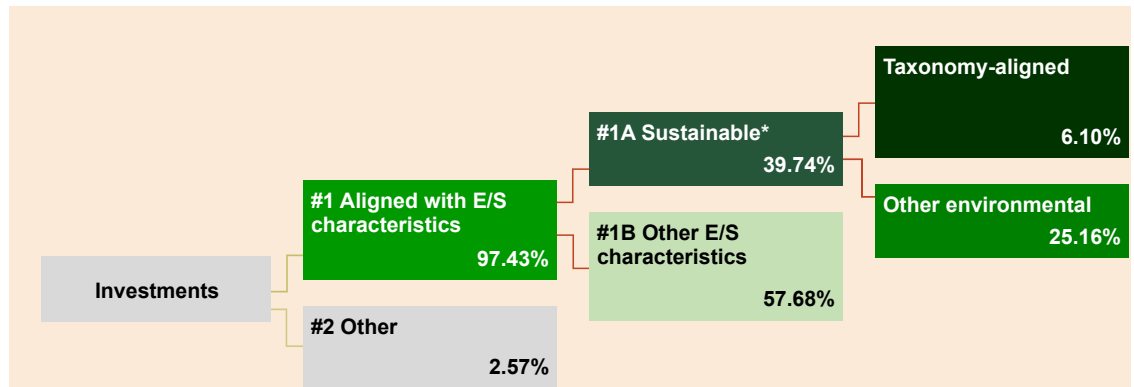 Investments
#1 Aligned with E/S
characteristics
97.43%
#2 Other
2.57%
#1A Sustainable*
39.74%
#1B Other E/S
characteristics
57.68%
Taxonomy-aligned
6.10%
Other environmental
25.16%